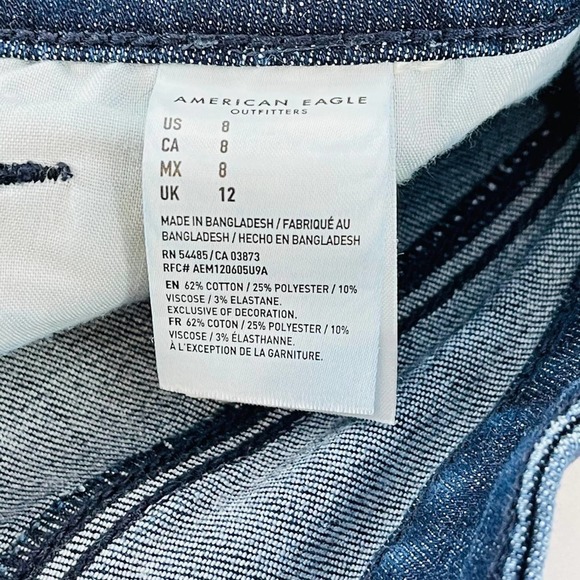 AMERICAN EAGLE
OUTFITTERS
US 8
CA 8
MX 8
UK 12
MADE IN BANGLADESH / FABRIQUÉ AU
BANGLADESH / HECHO EN BANGLADESH
RN 54485 / CA 03873
RFC# AEM120605U9A
EN 62% COTTON / 25% POLYESTER / 10%
VISCOSE / 3% ELASTANE.
EXCLUSIVE OF DECORATION.
FR 62% COTON / 25% POLYESTER / 10%
VISCOSE / 3% ÉLASTHANNE.
À L'EXCEPTION DE LA GARNITURE.